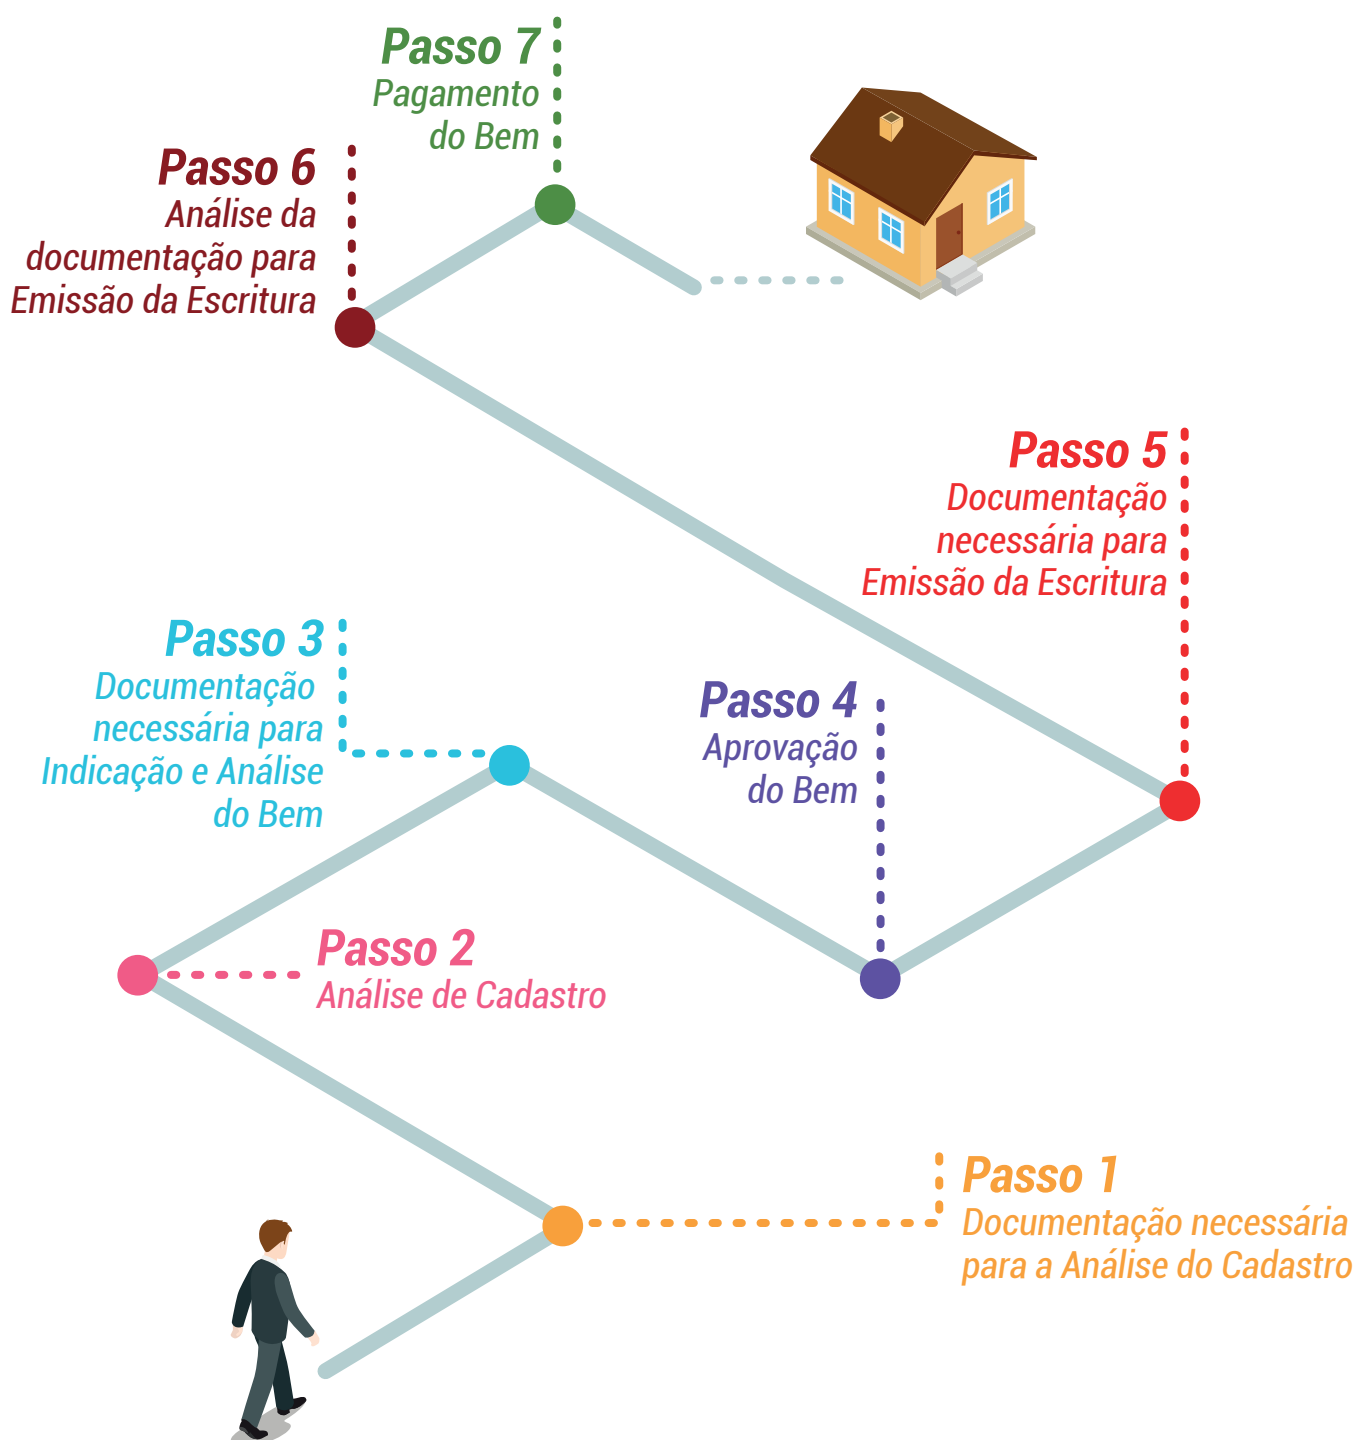 Passo 7
Pagamento
do Bem
Passo 6
Análise da
documentação para
Emissão da Escritura
Passo 5
Documentação
necessária para
Emissão da Escritura
Passo 3
Documentação
necessária para
Indicação e Análise
do Bem
Passo 4
Aprovação
do Bem
Passo 2
Análise de Cadastro
Passo 1
Documentação necessária
para a Análise do Cadastro